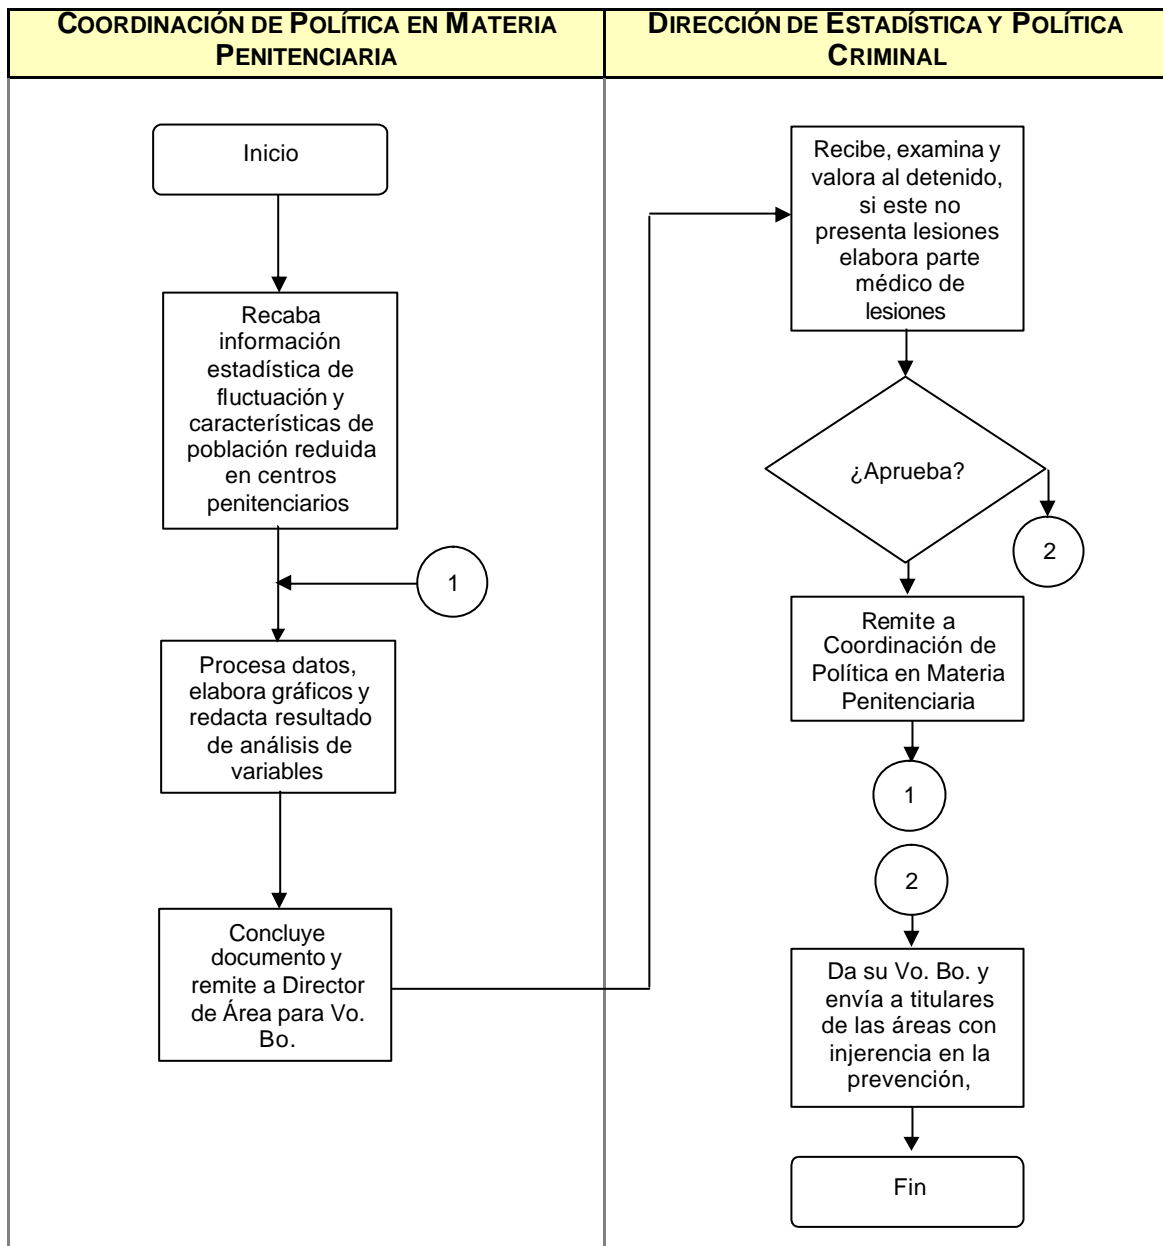 COORDINACIÓN DE POLÍTICA EN MATERIA
PENITENCIARIA
DIRECCIÓN DE ESTADÍSTICA Y POLÍTICA
CRIMINAL
Inicio
Recaba
información
estadística de
fluctuación y
características de
población reduida
en centros
penitenciarios
1
Procesa datos,
elabora gráficos y
redacta resultado
de análisis de
variables
Concluye
documento y
remite a Director
de Área para Vo.
Bo.
Recibe, examina y
valora al detenido,
si este no
presenta lesiones
elabora parte
médico de
lesiones
¿Aprueba?
2
Remite a
Coordinación de
Política en Materia
Penitenciaria
1
2
Da su Vo. Bo. y
envía a titulares
de las áreas con
injerencia en la
prevención,
Fin